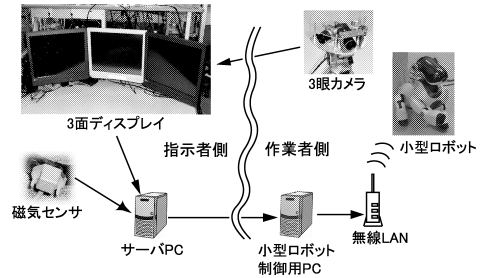 3眼カメラ
3面ディスプレイ
指示者側
作業者側
小型ロボット
磁気センサ
サーバPC
小型ロボット
制御用PC
無線LAN